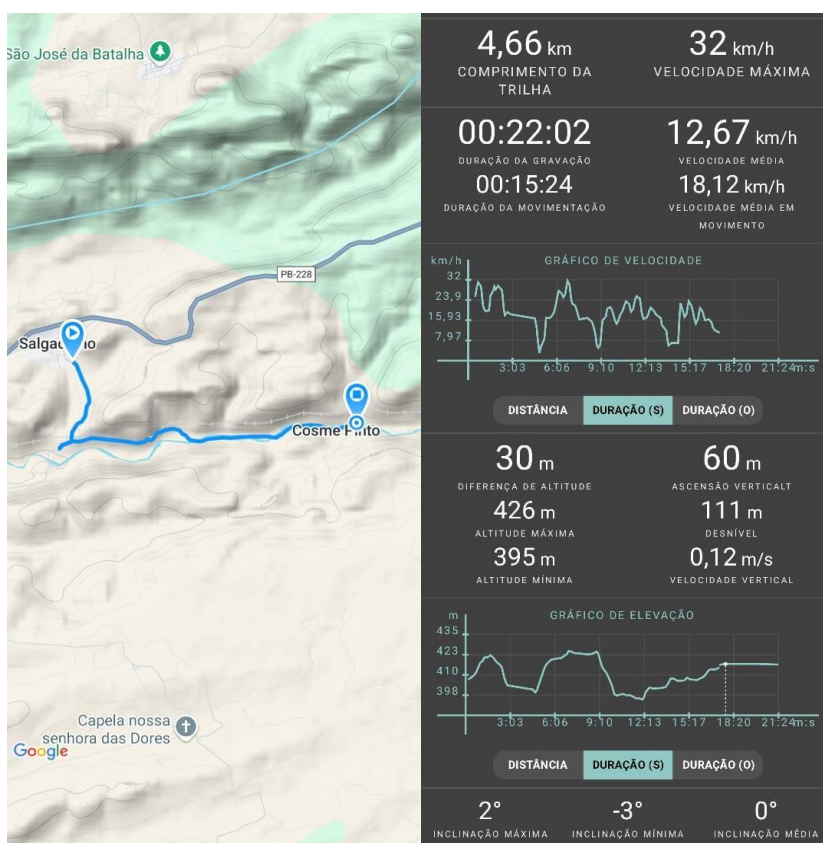 São José da Batalha
PB-228
Cosme Pinto
Capela nossa
senhora das Dores
Google
4,66 km
COMPRIMENTO DA
TRILHA
32 km/h
VELOCIDADE MÁXIMA
00:22:02
DURAÇÃO DA GRAVAÇÃO
12,67 km/h
VELOCIDADE MÉDIA
00:15:24
DURAÇÃO DA MOVIMENTAÇÃO
18,12 km/h
VELOCIDADE MÉDIA EM
MOVIMENTO
GRÁFICO DE VELOCIDADE
km/h
32
23,9
15,93
7,97
3:03 6:06 9:10 12:13 15:17 18:20 21:24m:s
DISTÂNCIA DURAÇÃO (S) DURAÇÃO (O)
30 m
DIFERENÇA DE ALTITUDE
60 m
ASCENSÃO VERTICALT
426 m
ALTITUDE MÁXIMA
111 m
DESNÍVEL
395 m
ALTITUDE MÍNIMA
0,12 m/s
VELOCIDADE VERTICAL
GRÁFICO DE ELEVAÇÃO
m
435
423
410
398
3:03 6:06 9:10 12:13 15:17 18:20 21:24m:s
DISTÂNCIA DURAÇÃO (S) DURAÇÃO (O)
2°
INCLINAÇÃO MÁXIMA
-3°
INCLINAÇÃO MÍNIMA
0°
INCLINAÇÃO MÉDIA